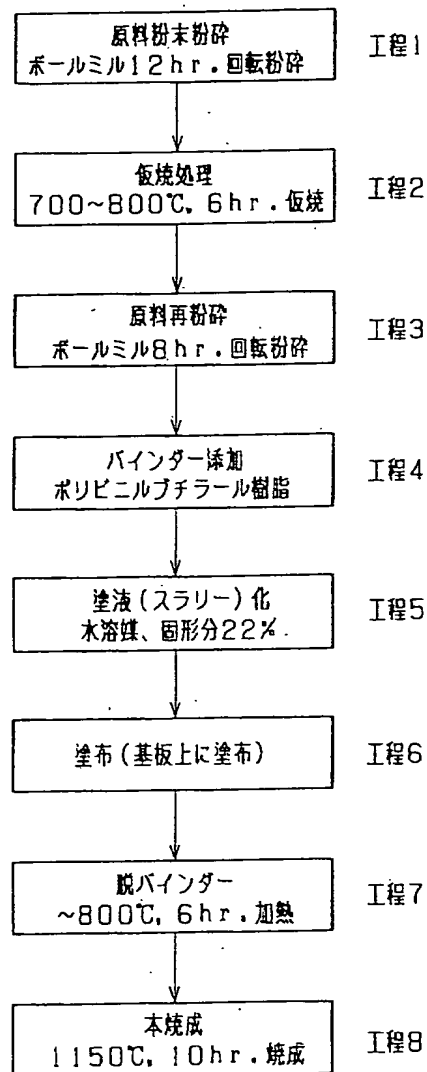 原料粉末粉砕
ボールミル12hr.回転粉砕
工程1
仮焼処理
700~800℃, 6hr.仮焼
工程2
原料再粉砕
ボールミル8hr.回転粉砕
工程3
バインダー添加
ポリビニルブチラール樹脂
工程4
塗液(スラリー)化
水溶媒、固形分22%
工程5
塗布(基板上に塗布)
工程6
脱バインダー
~800℃, 6hr.加熱
工程7
本焼成
1150℃, 10hr.焼成
工程8